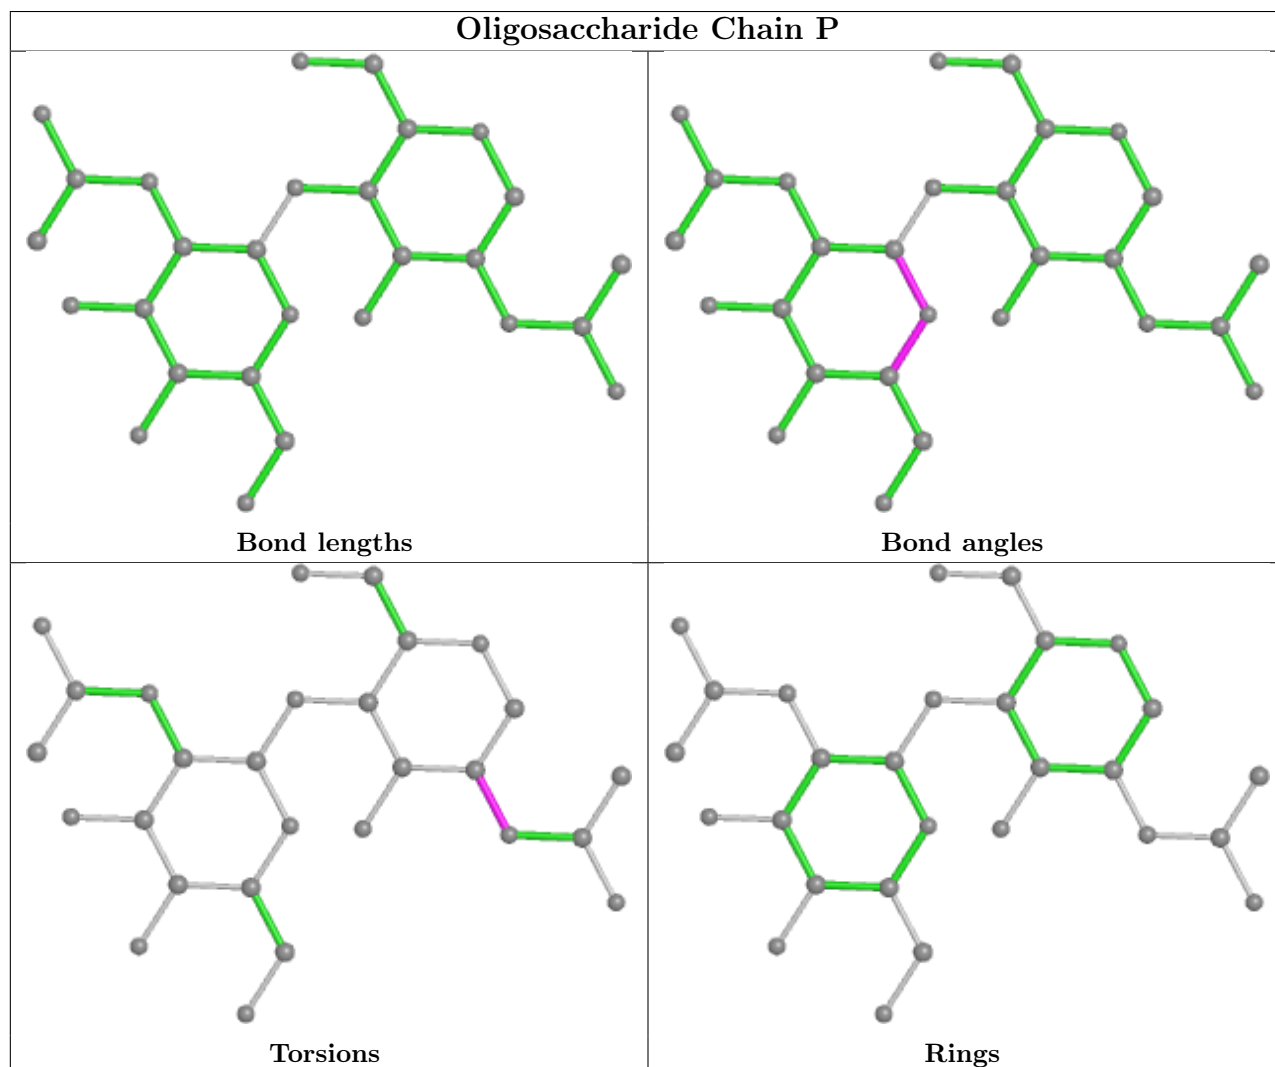 Oligosaccharide Chain P
Bond lengths
Bond angles
Torsions
Rings